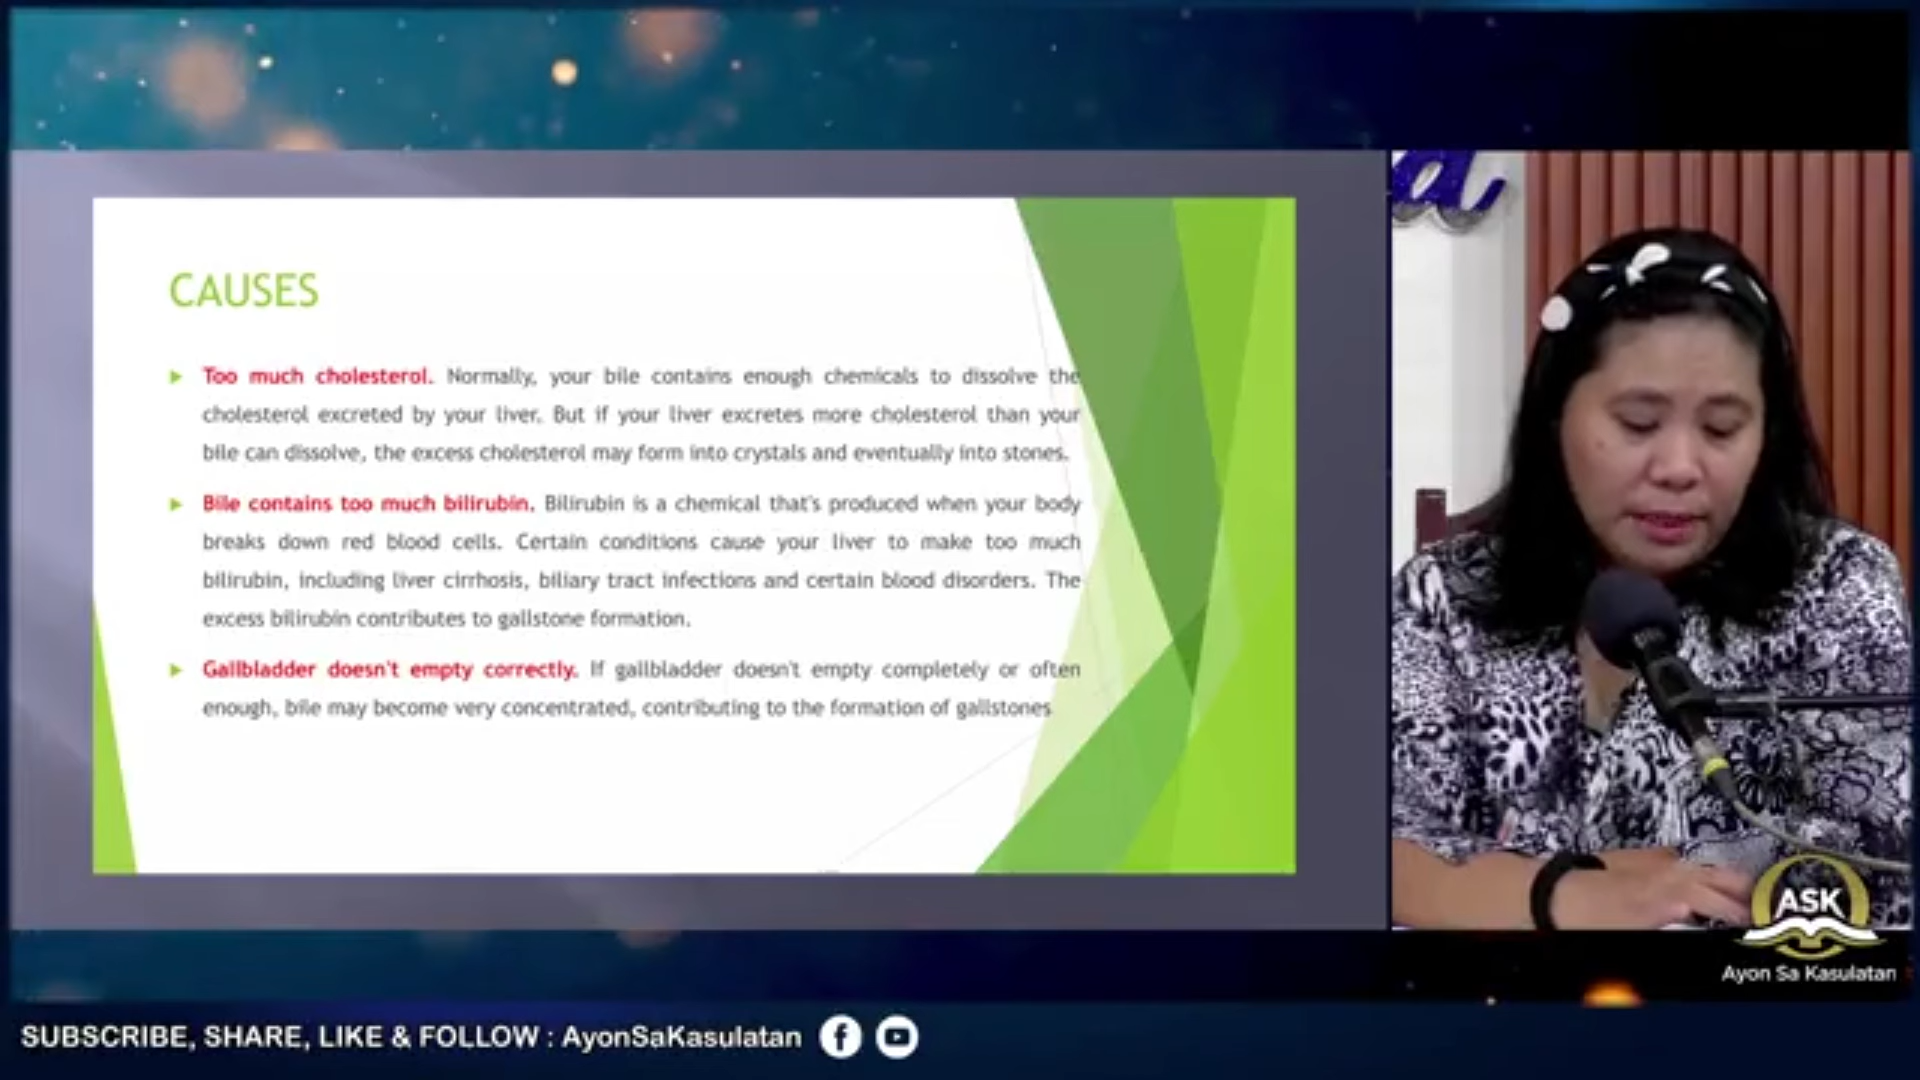 CAUSES
Too much cholesterol. Normally, your bile contains enough chemicals to dissolve the
cholesterol excreted by your liver. But if your liver excretes more cholesterol than your
bile can dissolve, the excess cholesterol may form into crystals and eventually into stones.
Bile contains too much bilirubin. Bilirubin is a chemical that's produced when your body
breaks down red blood cells. Certain conditions cause your liver to make too much
bilirubin, including liver cirrhosis, biliary tract infections and certain blood disorders. The
excess bilirubin contributes to gallstone formation.
Gallbladder doesn't empty correctly. If gallbladder doesn't empty completely or often
enough, bile may become very concentrated, contributing to the formation of gallstones
d
ASK
Ayon Sa Kasulatan
SUBSCRIBE, SHARE, LIKE & FOLLOW : AyonSaKasulatan